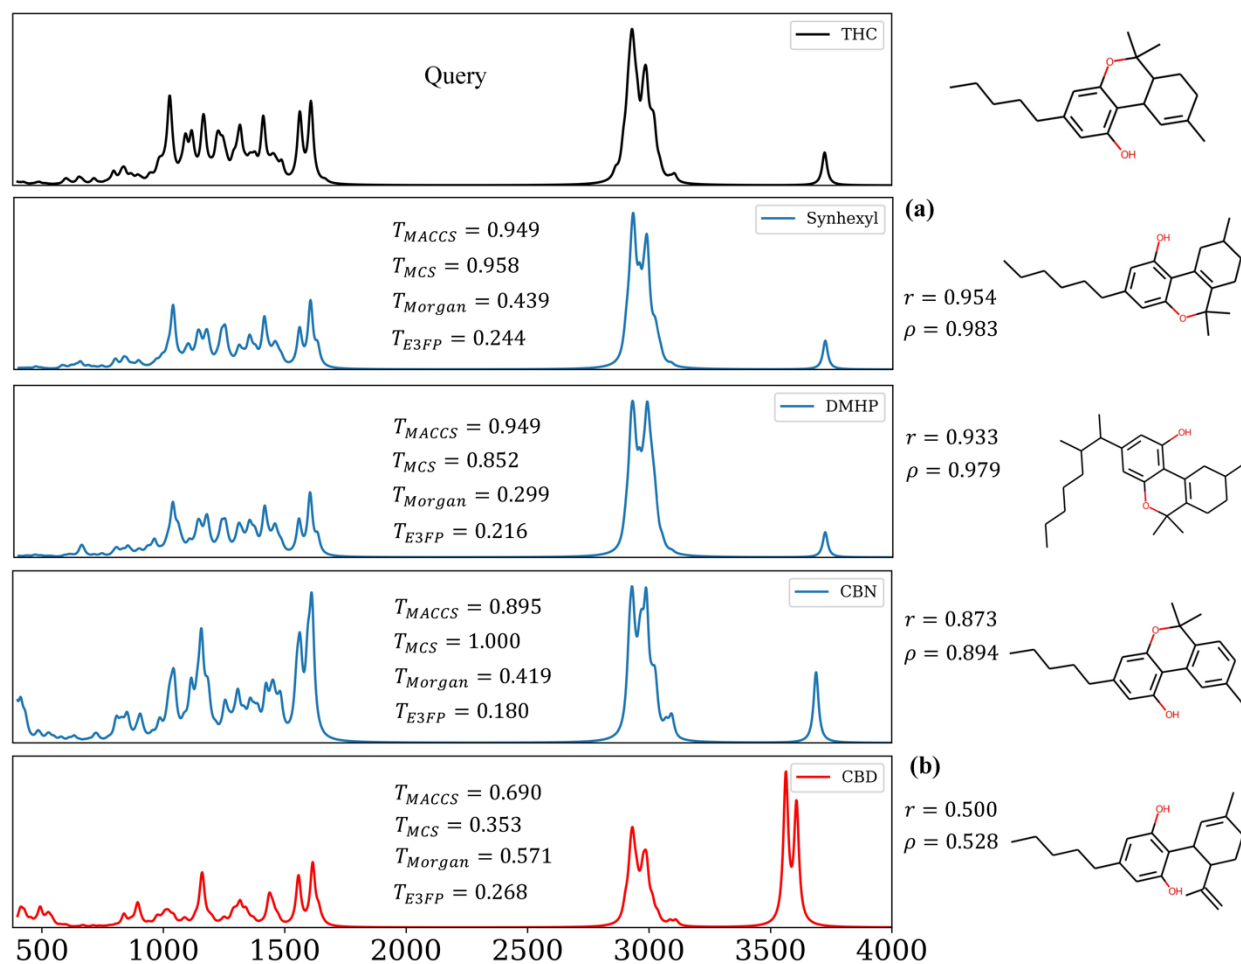 THC
Query
OH
O
(a)
Synhexyl
T_MACCS = 0.949
T_MCS = 0.958
T_Morgan = 0.439
T_E3FP = 0.244
r = 0.954
ρ = 0.983
OH
O
DMHP
T_MACCS = 0.949
T_MCS = 0.852
T_Morgan = 0.299
T_E3FP = 0.216
r = 0.933
ρ = 0.979
OH
O
CBN
T_MACCS = 0.895
T_MCS = 1.000
T_Morgan = 0.419
T_E3FP = 0.180
r = 0.873
ρ = 0.894
O
OH
(b)
CBD
T_MACCS = 0.690
T_MCS = 0.353
T_Morgan = 0.571
T_E3FP = 0.268
r = 0.500
ρ = 0.528
OH
OH
500 1000 1500 2000 2500 3000 3500 4000